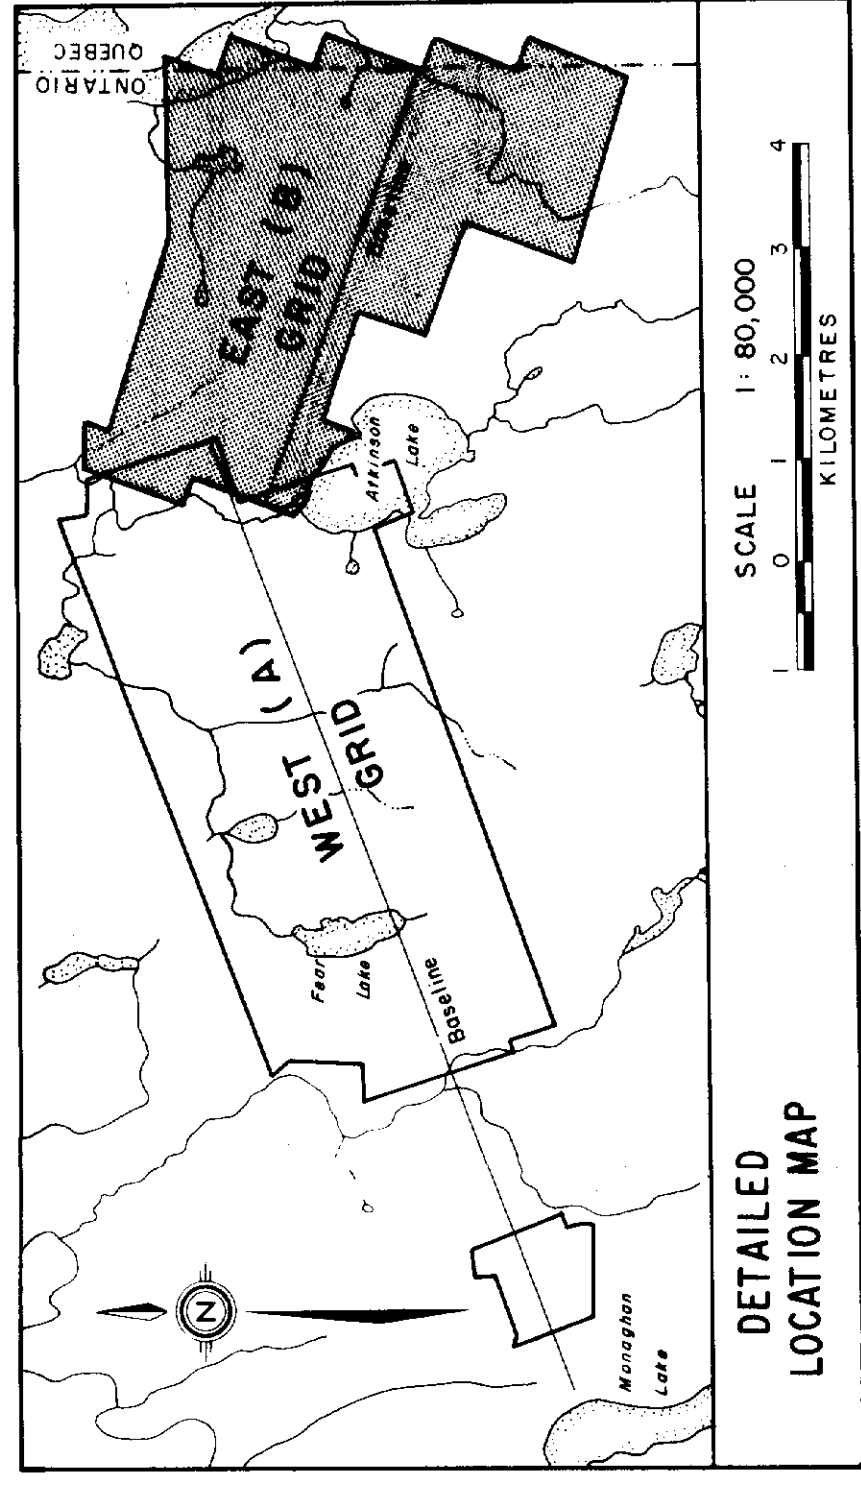 QUEBEC
ONTARIO
EAST (B)
GRID
Baseline
Atkinson
Lake
WEST (A)
GRID
Fear
Lake
Baseline
N
Monaghan
Lake
DETAILED
LOCATION MAP
SCALE 1:80,000
1 0 1 2 3 4
KILOMETRES